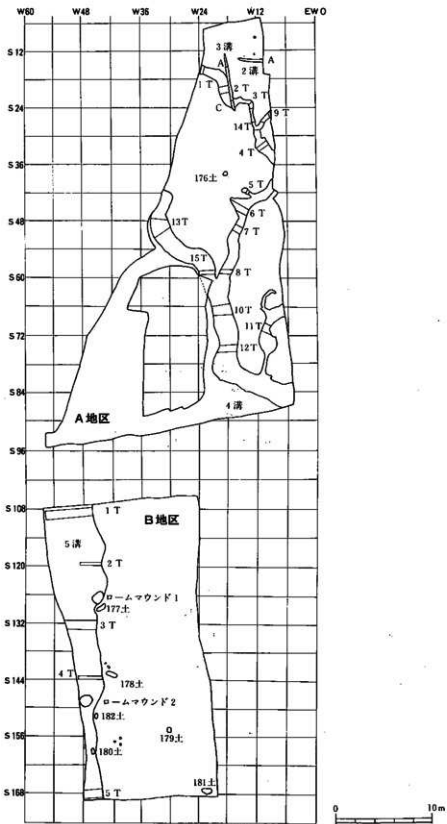 W60 W48 W36 W24 W12 EW0
S12
3溝
A A
2溝
1T 2T
3T
S24
C
9T
14T
4T
S36
176土
5T
6T
S48
13T
7T
15T
8T
S60
10T
11T
S72
12T
S84
4溝
A地区
S96
S108
1T
B地区
5溝
S120
2T
ロームマウンド1
177土
S132
3T
4T
178土
S144
ロームマウンド2
182土
179土
S156
180土
181土
S168
5T
0 10m